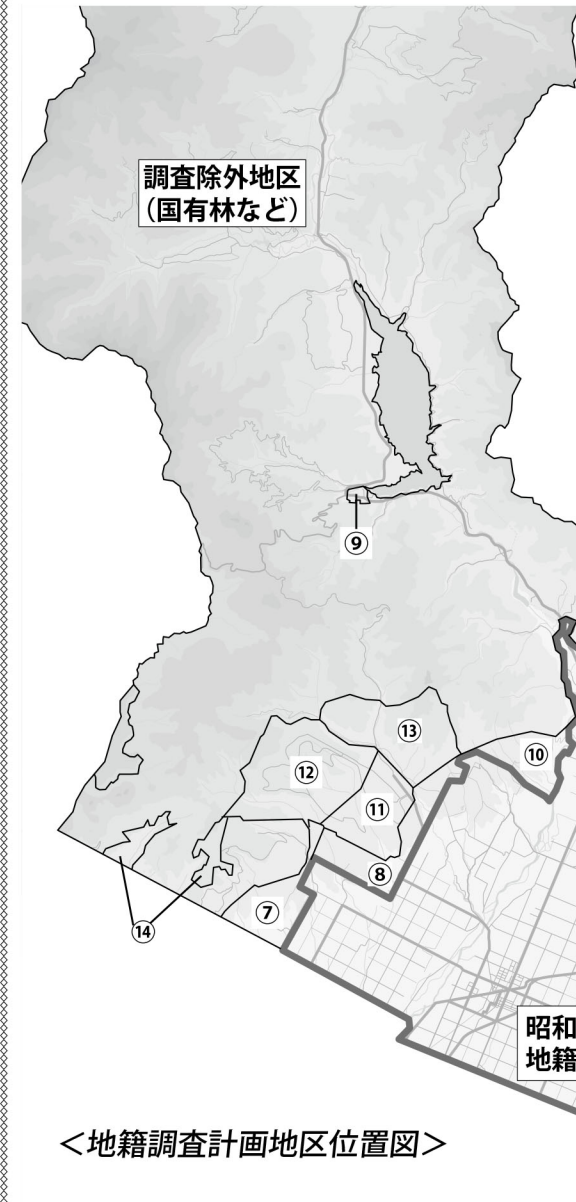 調査除外地区
（国有林など）
⑨
⑬
⑩
⑫
⑪
⑧
⑦
⑭
昭和
地籍
＜地籍調査計画地区位置図＞